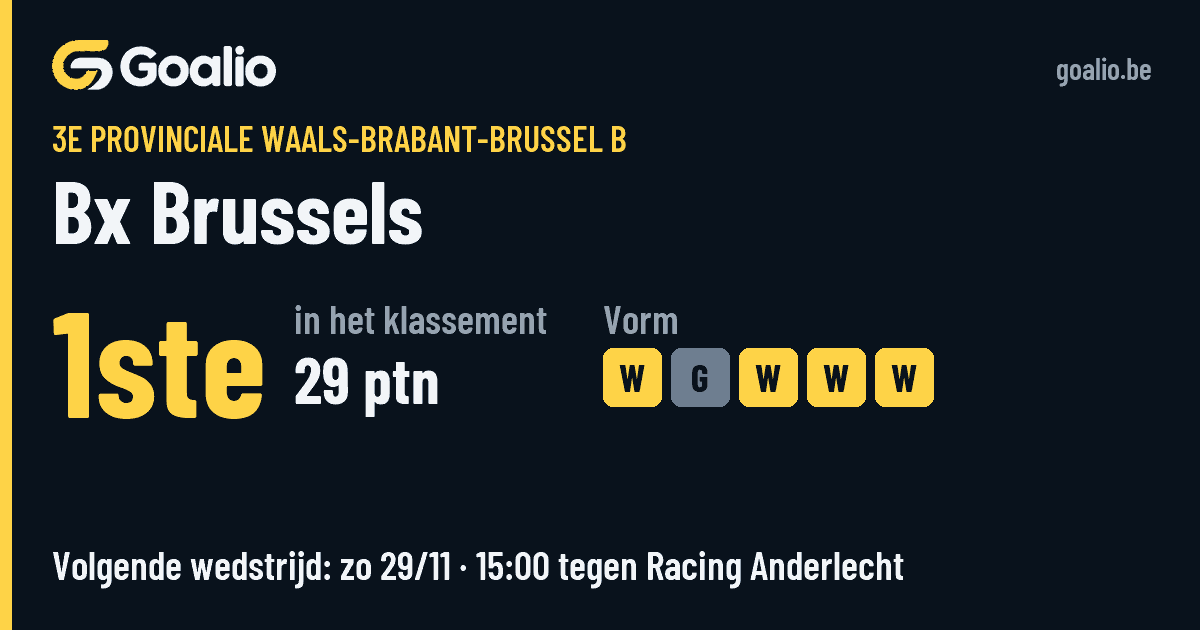 Goalio
goalio.be
3E PROVINCIALE WAALS-BRABANT-BRUSSEL B
Bx Brussels
1ste
in het klassement
29 ptn
Vorm
W G W W W
Volgende wedstrijd: zo 29/11 · 15:00 tegen Racing Anderlecht